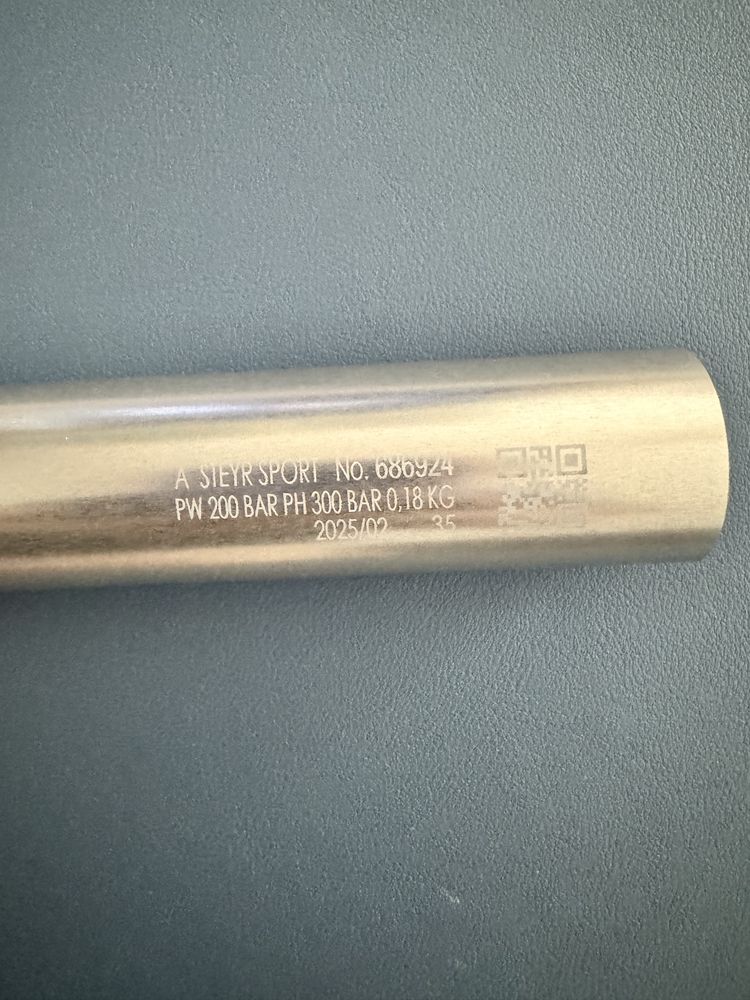 A STEYR SPORT No. 686924
PW 200 BAR PH 300 BAR 0,18 KG
2025/02 35